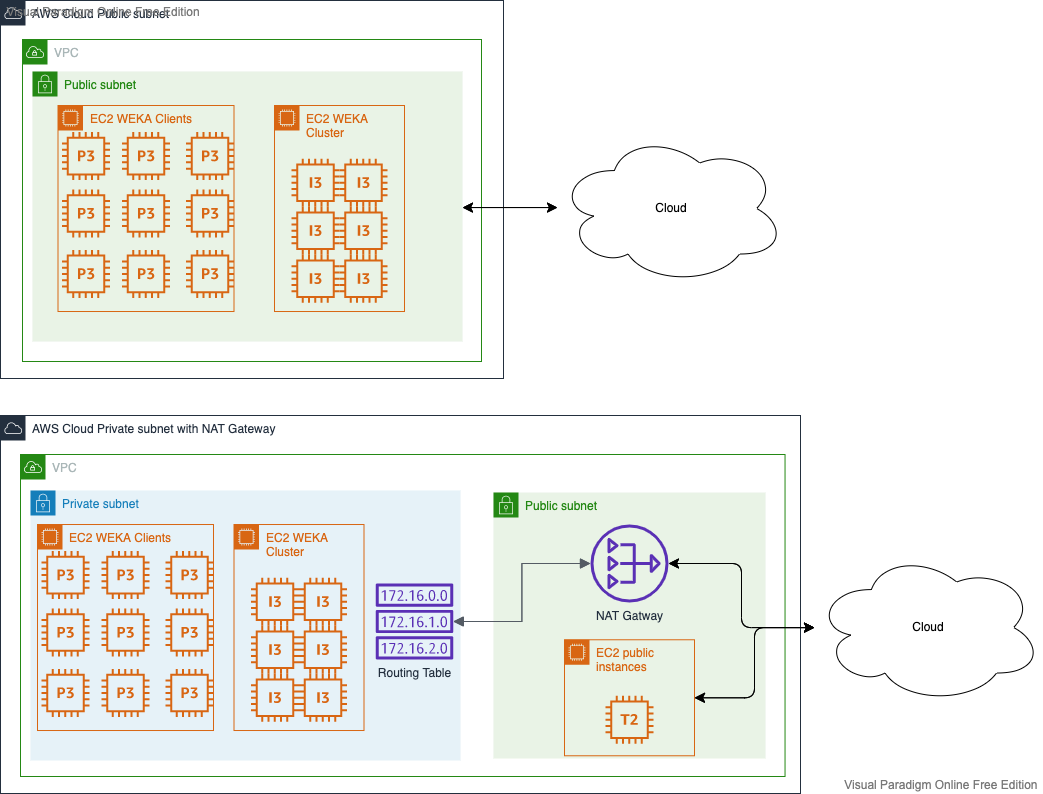 Visual Paradigm Online Free Edition
AWS Cloud Public subnet
VPC
Public subnet
EC2 WEKA Clients
P3 P3 P3
P3 P3 P3
P3 P3 P3
EC2 WEKA
Cluster
I3 I3
I3 I3
I3 I3
Cloud
AWS Cloud Private subnet with NAT Gateway
VPC
Private subnet
EC2 WEKA Clients
P3 P3 P3
P3 P3 P3
P3 P3 P3
EC2 WEKA
Cluster
I3 I3
I3 I3
I3 I3
172.16.0.0
172.16.1.0
172.16.2.0
Routing Table
Public subnet
NAT Gatway
EC2 public
instances
T2
Cloud
Visual Paradigm Online Free Edition